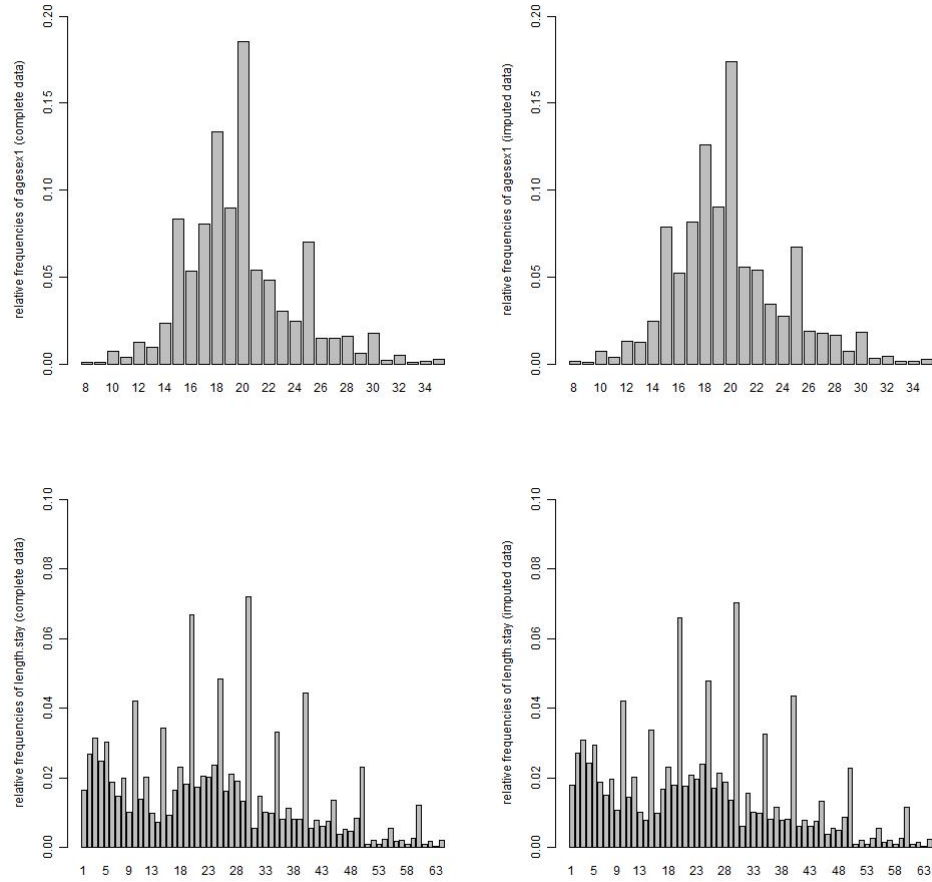 relative frequencies of agesex1 (complete data)
0.00 0.05 0.10 0.15 0.20
8 10 12 14 16 18 20 22 24 26 28 30 32 34
relative frequencies of agesex1 (imputed data)
0.00 0.05 0.10 0.15 0.20
8 10 12 14 16 18 20 22 24 26 28 30 32 34
relative frequencies of length.stay (complete data)
0.00 0.02 0.04 0.06 0.08 0.10
1 5 9 13 18 23 28 33 38 43 48 53 58 63
relative frequencies of length.stay (imputed data)
0.00 0.02 0.04 0.06 0.08 0.10
1 5 9 13 18 23 28 33 38 43 48 53 58 63